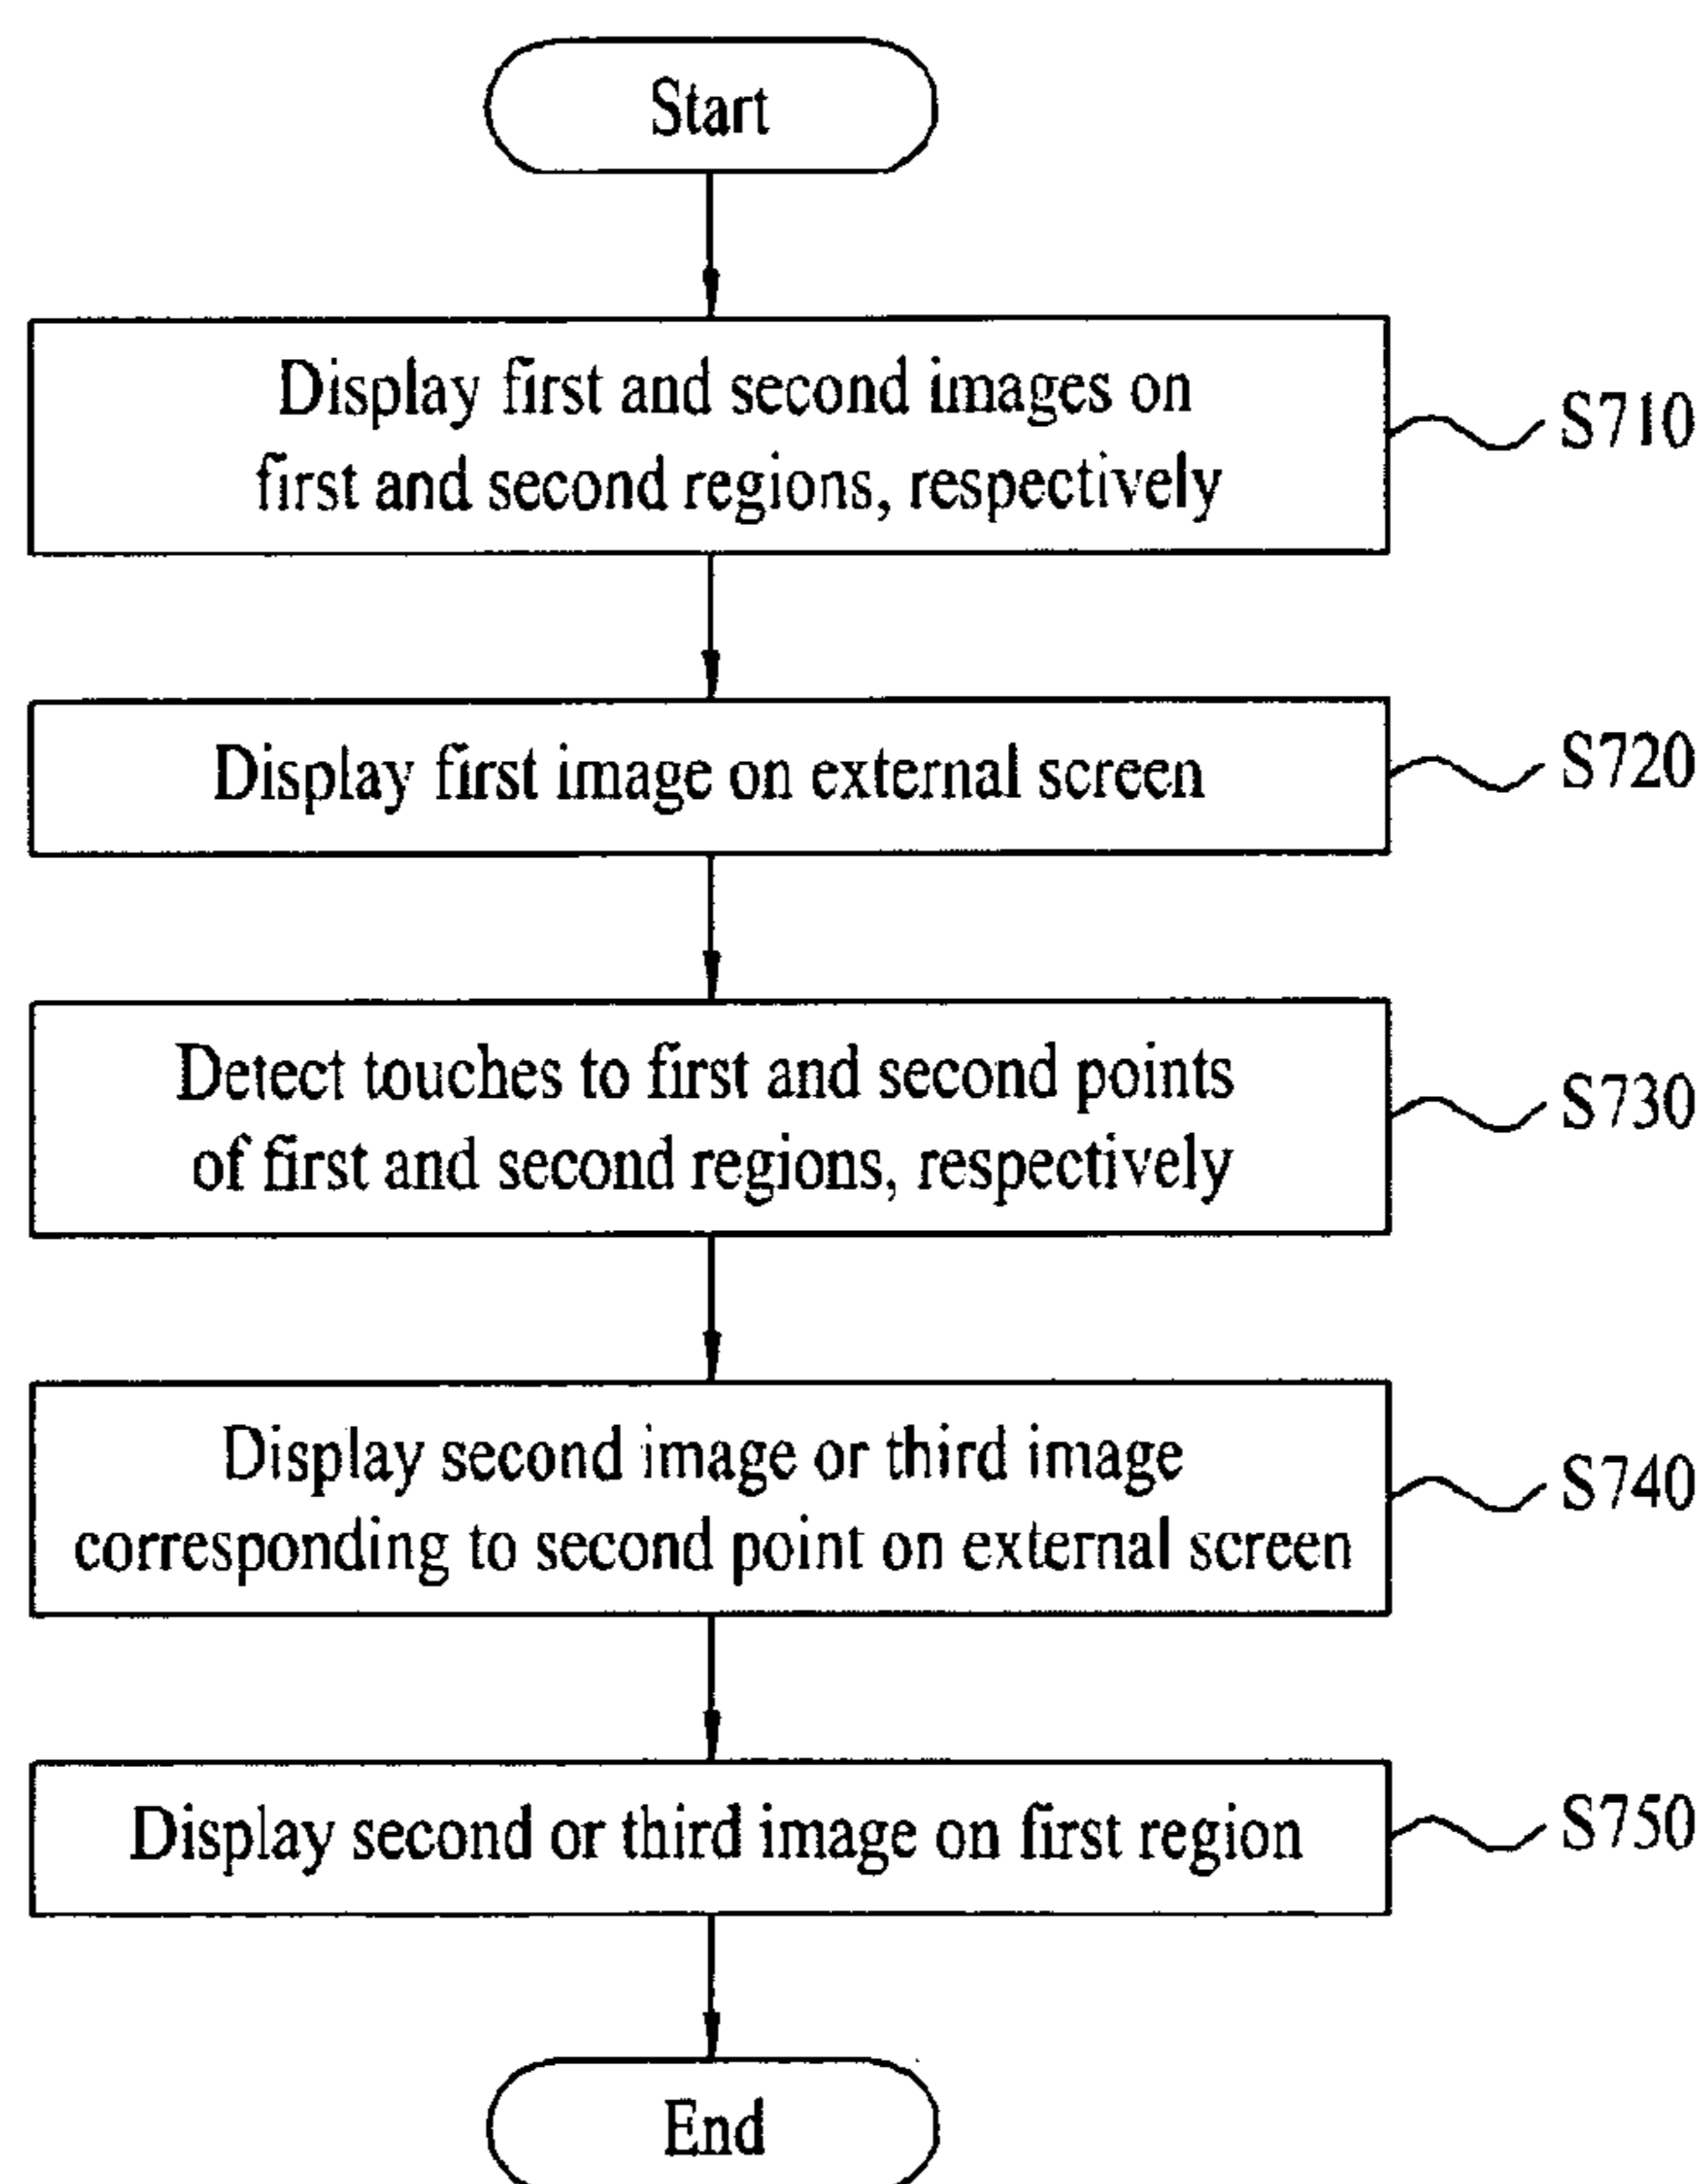 Start
Display first and second images on
first and second regions, respectively
S710
Display first image on external screen
S720
Detect touches to first and second points
of first and second regions, respectively
S730
Display second image or third image
corresponding to second point on external screen
S740
Display second or third image on first region
S750
End